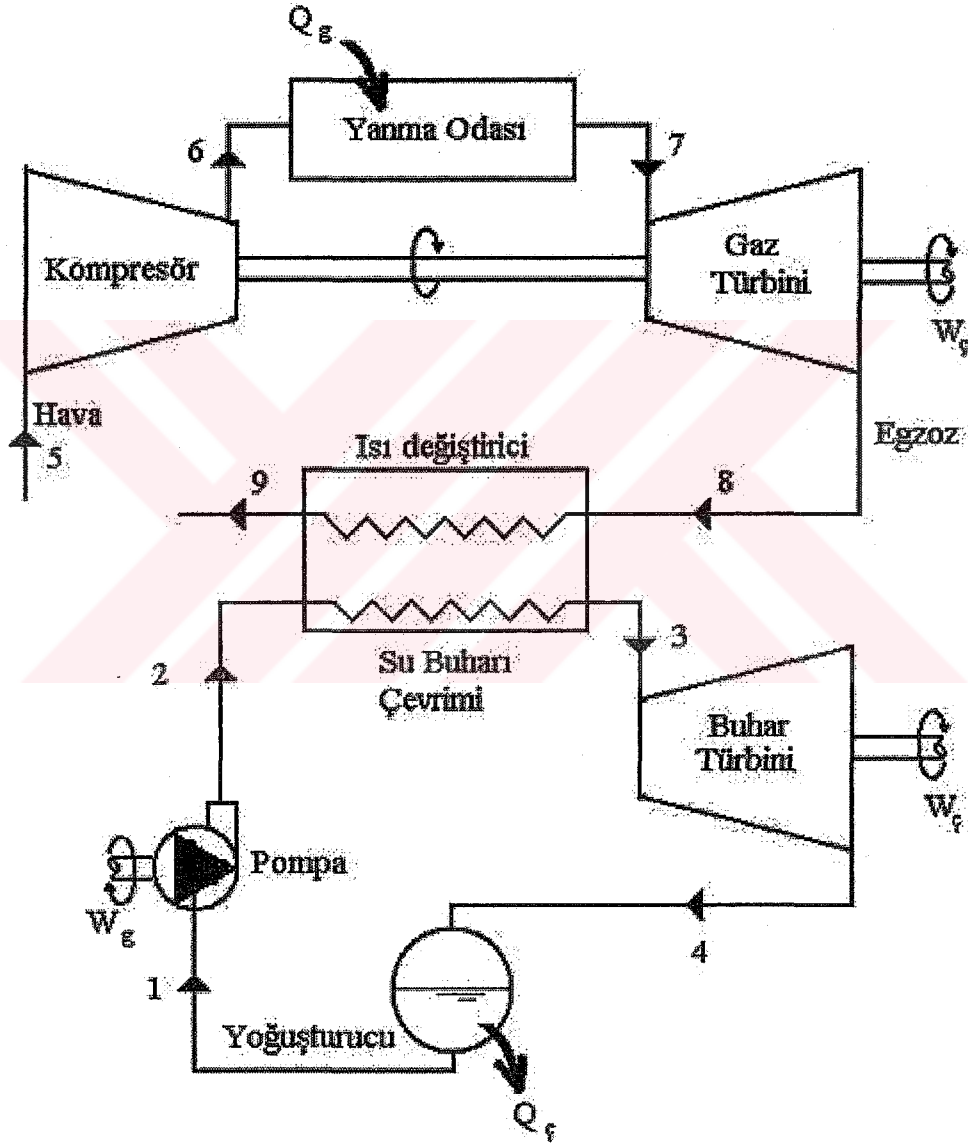 Q g
Yanma Odası
6
7
Kompresör
Gaz
Türbini
W ç
Hava
5
Egzoz
Isı değiştirici
9
8
2
3
Su Buharı
Çevrimi
Buhar
Türbini
W ç
Pompa
W g
4
1
Yoğuşturucu
Q ç